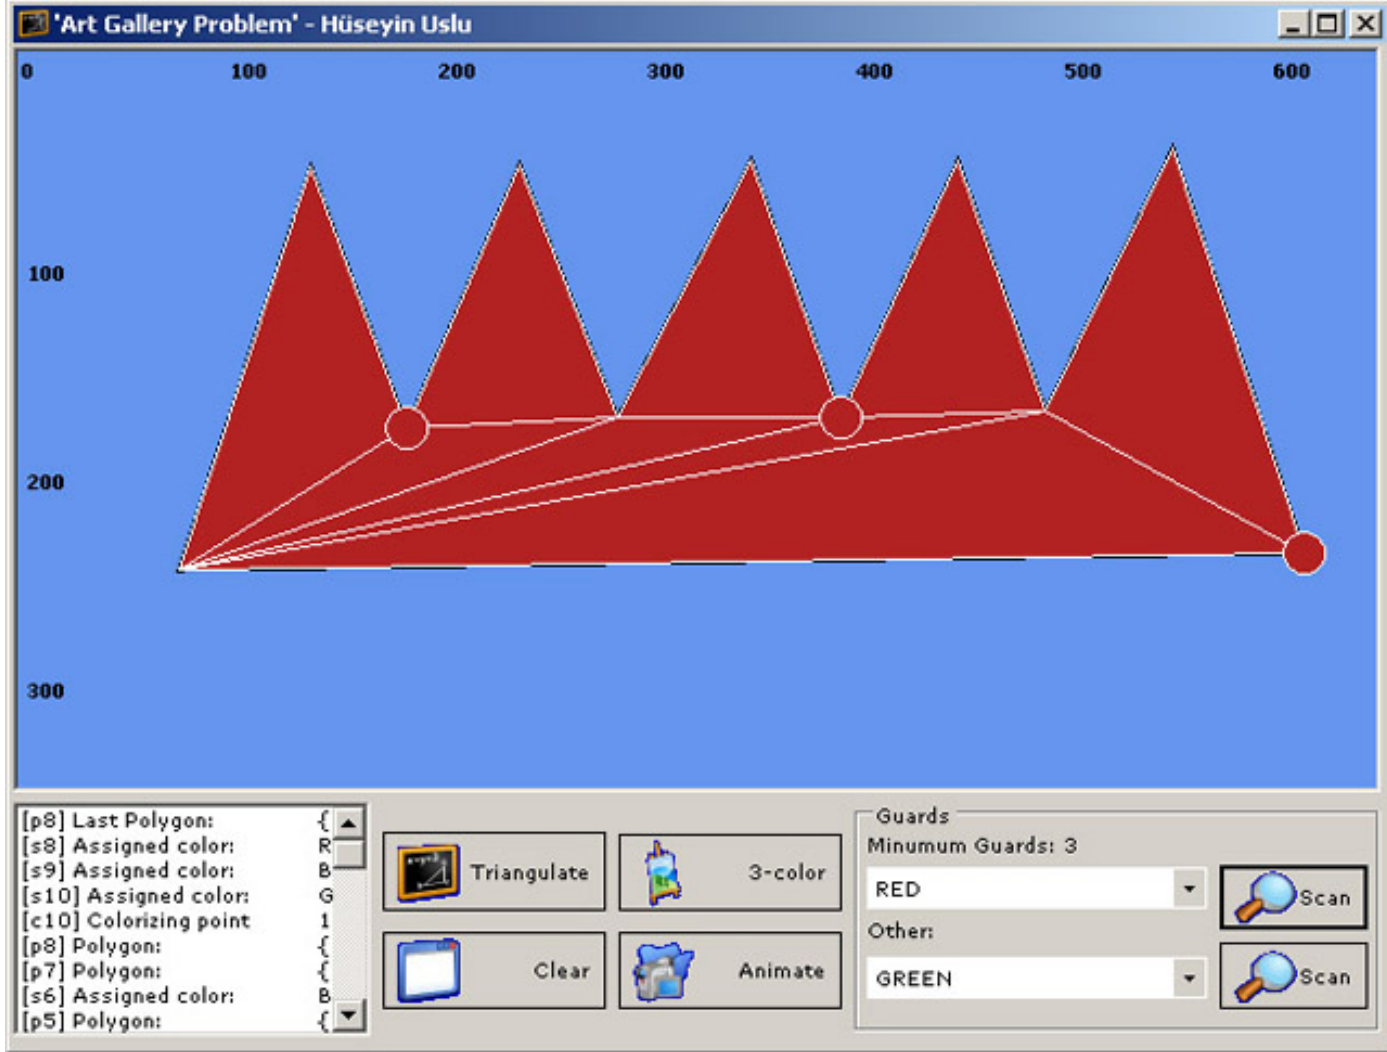 'Art Gallery Problem' - Hüseyin Uslu
0 100 200 300 400 500 600
100
200
300
[p8] Last Polygon: {
[s8] Assigned color: R
[s9] Assigned color: B
[s10] Assigned color: G
[c10] Colorizing point 1
[p8] Polygon: {
[p7] Polygon: {
[s6] Assigned color: B
[p5] Polygon: {
Triangulate
3-color
Clear
Animate
Guards
Minumum Guards: 3
RED
Scan
Other:
GREEN
Scan